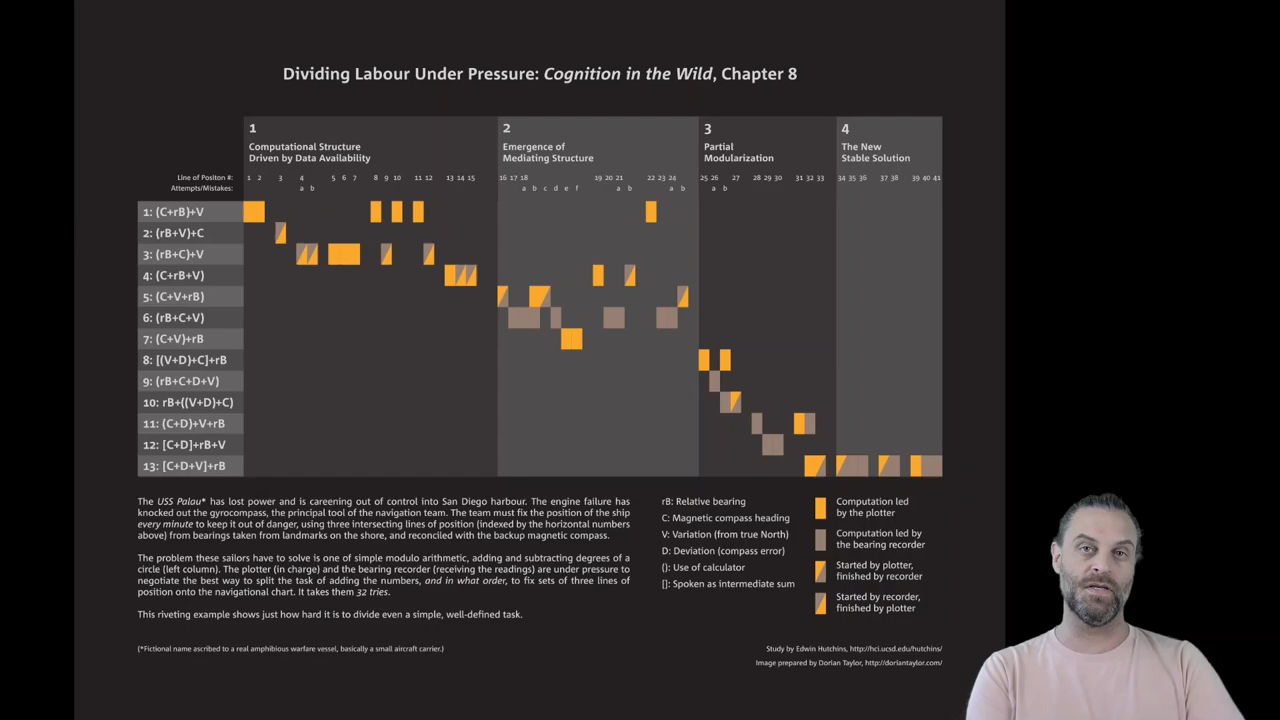 Dividing Labour Under Pressure: Cognition in the Wild, Chapter 8
1
Computational Structure
Driven by Data Availability
2
Emergence of
Mediating Structure
3
Partial
Modularization
4
The New
Stable Solution
Line of Positon #: 1 2 3 4 5 6 7 8 9 10 11 12 13 14 15 16 17 18 19 20 21 22 23 24 25 26 27 28 29 30 31 32 33 34 35 36 37 38 39 40 41
Attempts/Mistakes: a b a b c d e f a b a b a b
1: (C+rB)+V
2: (rB+V)+C
3: (rB+C)+V
4: (C+rB+V)
5: (C+V+rB)
6: (rB+C+V)
7: (C+V)+rB
8: [(V+D)+C]+rB
9: (rB+C+D+V)
10: rB+((V+D)+C)
11: (C+D)+V+rB
12: [C+D]+rB+V
13: [C+D+V]+rB
The USS Palau* has lost power and is careening out of control into San Diego harbour. The engine failure has
knocked out the gyrocompass, the principal tool of the navigation team. The team must fix the position of the ship
every minute to keep it out of danger, using three intersecting lines of position (indexed by the horizontal numbers
above) from bearings taken from landmarks on the shore, and reconciled with the backup magnetic compass.
The problem these sailors have to solve is one of simple modulo arithmetic, adding and subtracting degrees of a
circle (left column). The plotter (in charge) and the bearing recorder (receiving the readings) are under pressure to
negotiate the best way to split the task of adding the numbers, and in what order, to fix sets of three lines of
position onto the navigational chart. It takes them 32 tries.
This riveting example shows just how hard it is to divide even a simple, well-defined task.
(*Fictional name ascribed to a real amphibious warfare vessel, basically a small aircraft carrier.)
rB: Relative bearing
C: Magnetic compass heading
V: Variation (from true North)
D: Deviation (compass error)
(): Use of calculator
[]: Spoken as intermediate sum
Computation led
by the plotter
Computation led by
the bearing recorder
Started by plotter,
finished by recorder
Started by recorder,
finished by plotter
Study by Edwin Hutchins, http://hci.ucsd.edu/hutchins/
Image prepared by Dorian Taylor, http://doriantaylor.com/